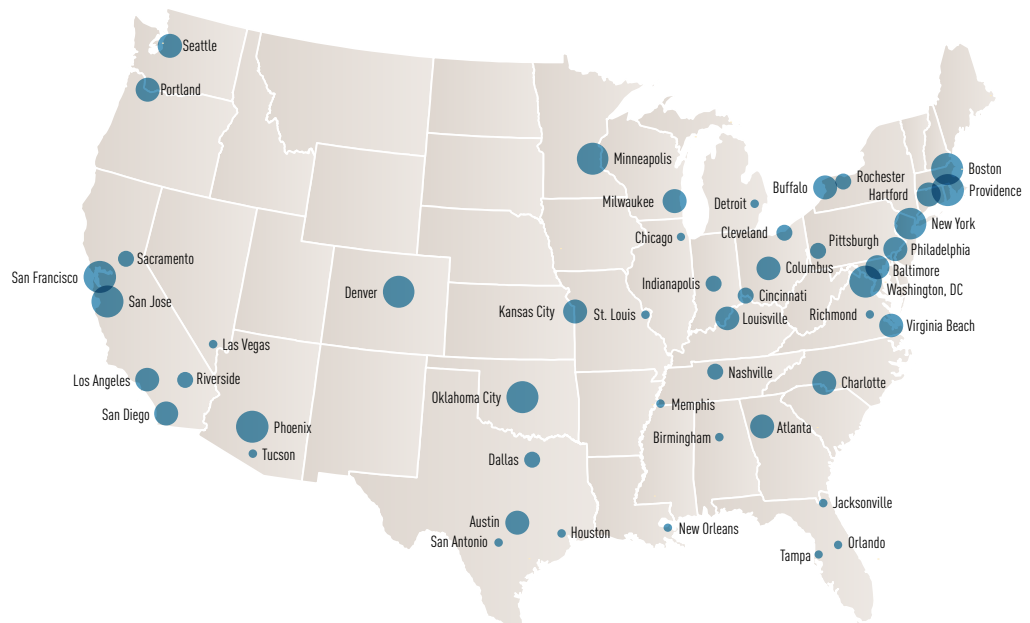 Seattle
Portland
Minneapolis
Boston
Rochester
Buffalo
Providence
Hartford
Milwaukee
Detroit
New York
Cleveland
Chicago
Pittsburgh
Philadelphia
Sacramento
Columbus
Baltimore
San Francisco
Indianapolis
Washington, DC
Denver
Cincinnati
San Jose
Kansas City
St. Louis
Richmond
Louisville
Virginia Beach
Las Vegas
Nashville
Los Angeles
Riverside
Charlotte
Oklahoma City
Memphis
San Diego
Phoenix
Atlanta
Birmingham
Tucson
Dallas
Jacksonville
Austin
New Orleans
Houston
San Antonio
Orlando
Tampa